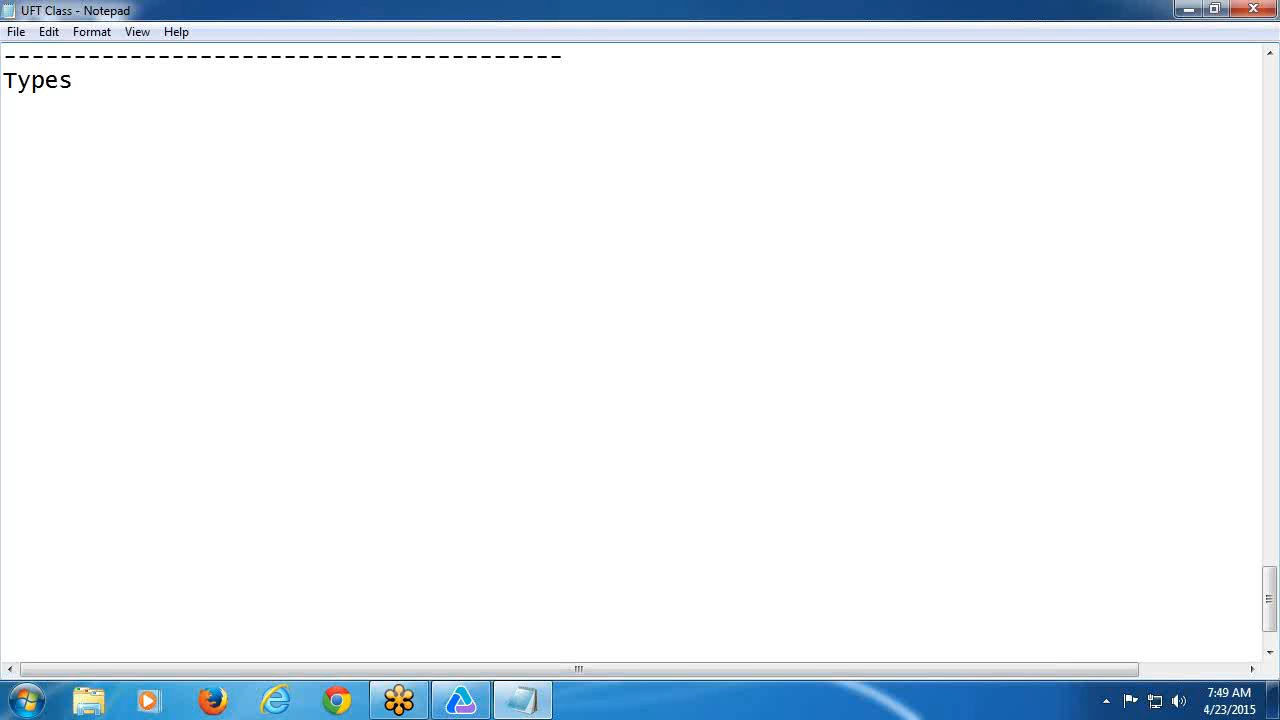 UFT Class - Notepad
File Edit Format View Help
----------------------------------------
Types
7:49 AM
4/23/2015